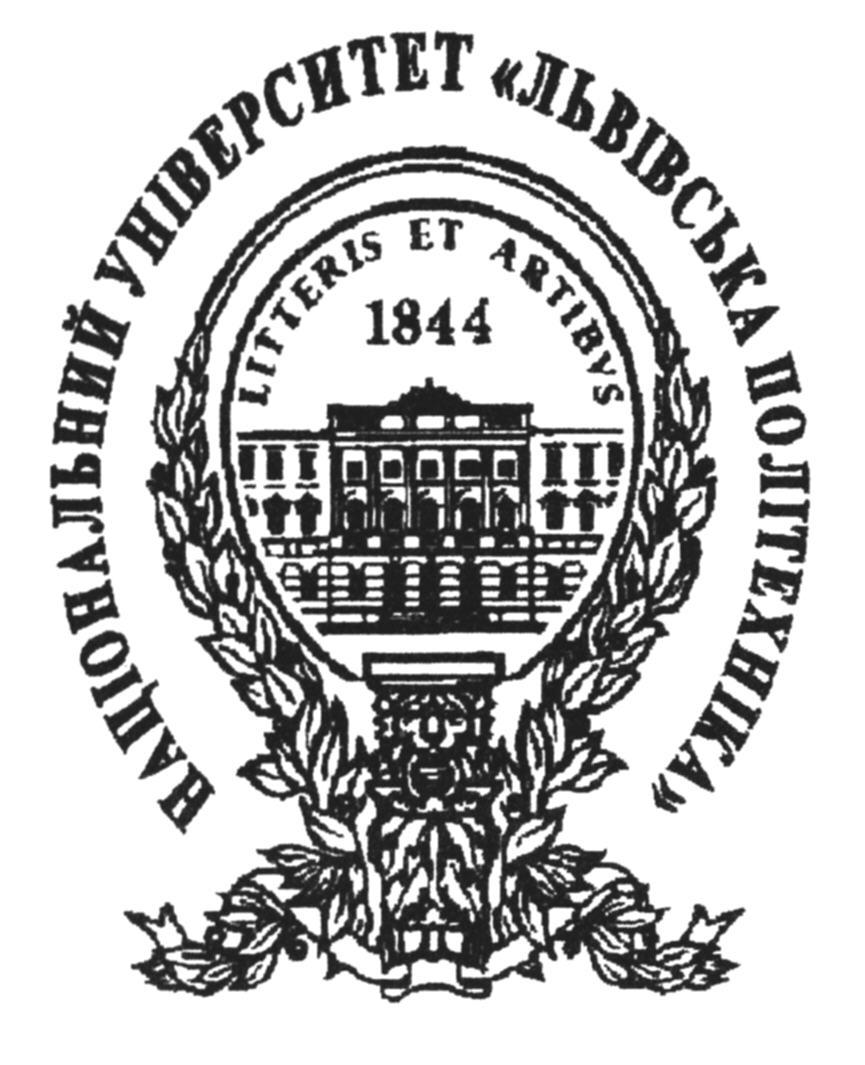 НАЦІОНАЛЬНИЙ УНІВЕРСИТЕТ «ЛЬВІВСЬКА ПОЛІТЕХНІКА»
LITTERIS ET ARTIBVS
1844